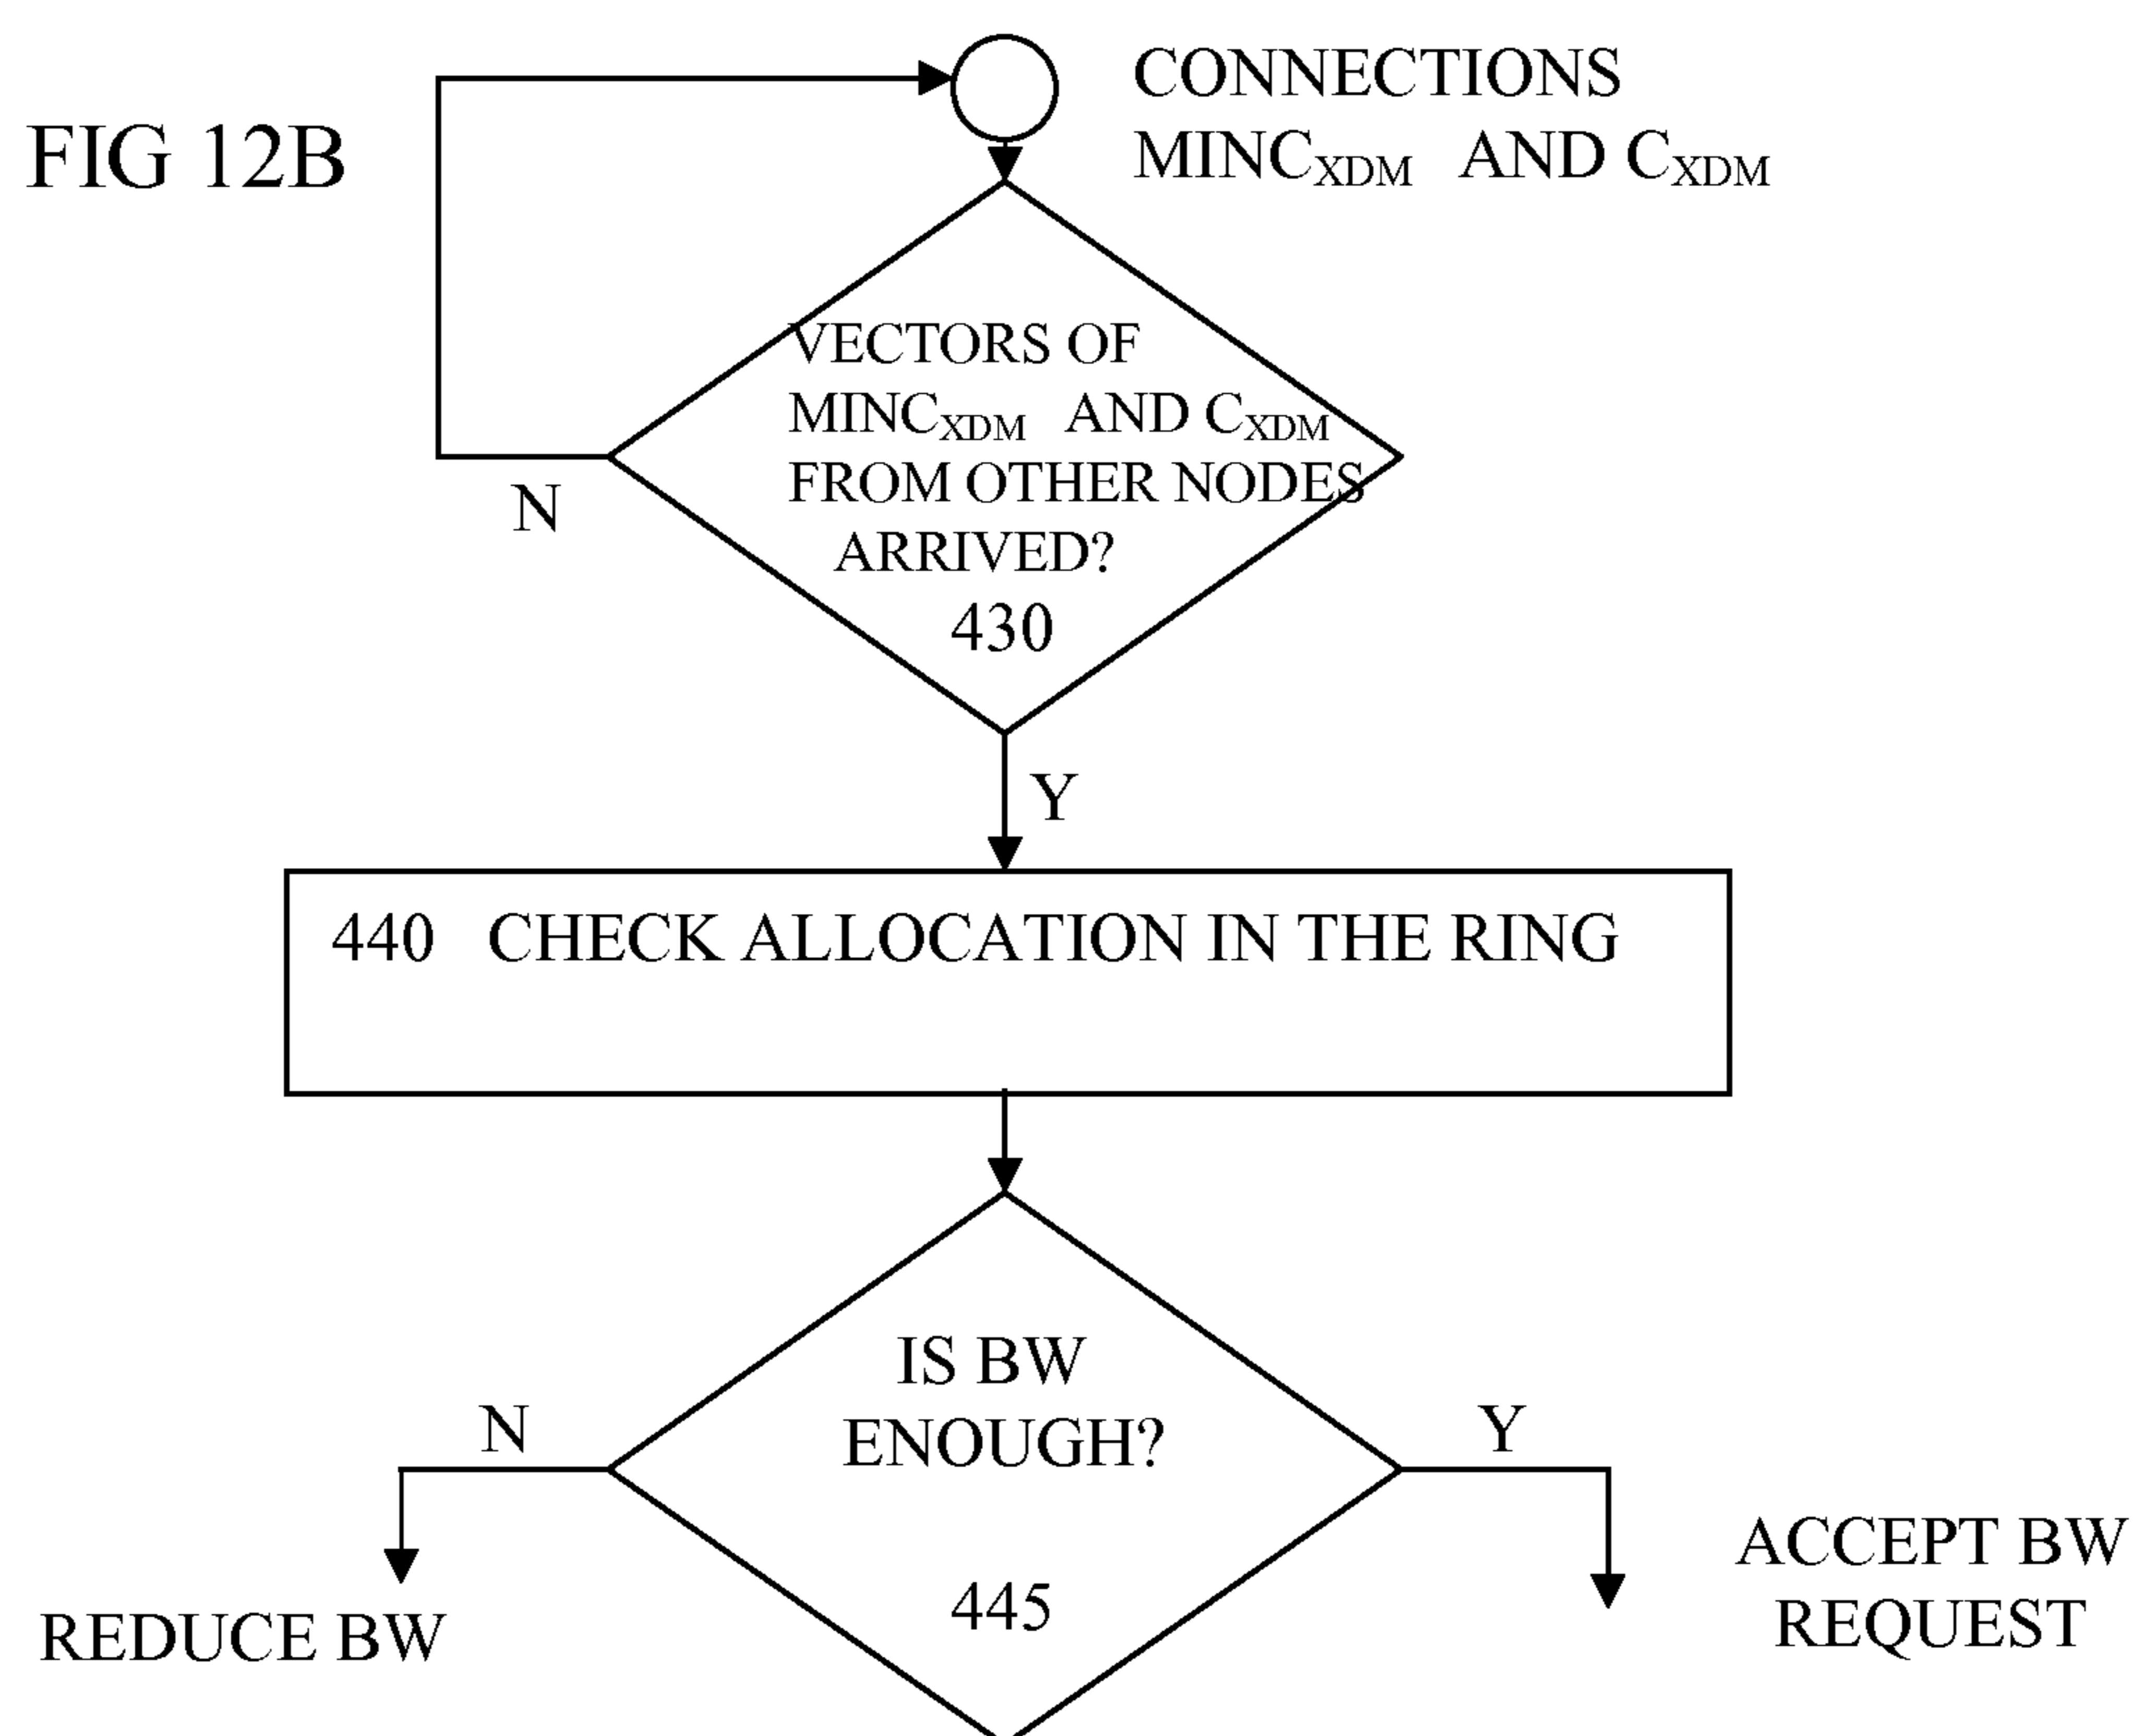 FIG 12B
CONNECTIONS
MINCXDM AND CXDM
VECTORS OF
MINCXDM AND CXDM
FROM OTHER NODES
ARRIVED?
430
N
Y
440 CHECK ALLOCATION IN THE RING
IS BW
ENOUGH?
445
N
Y
REDUCE BW
ACCEPT BW
REQUEST